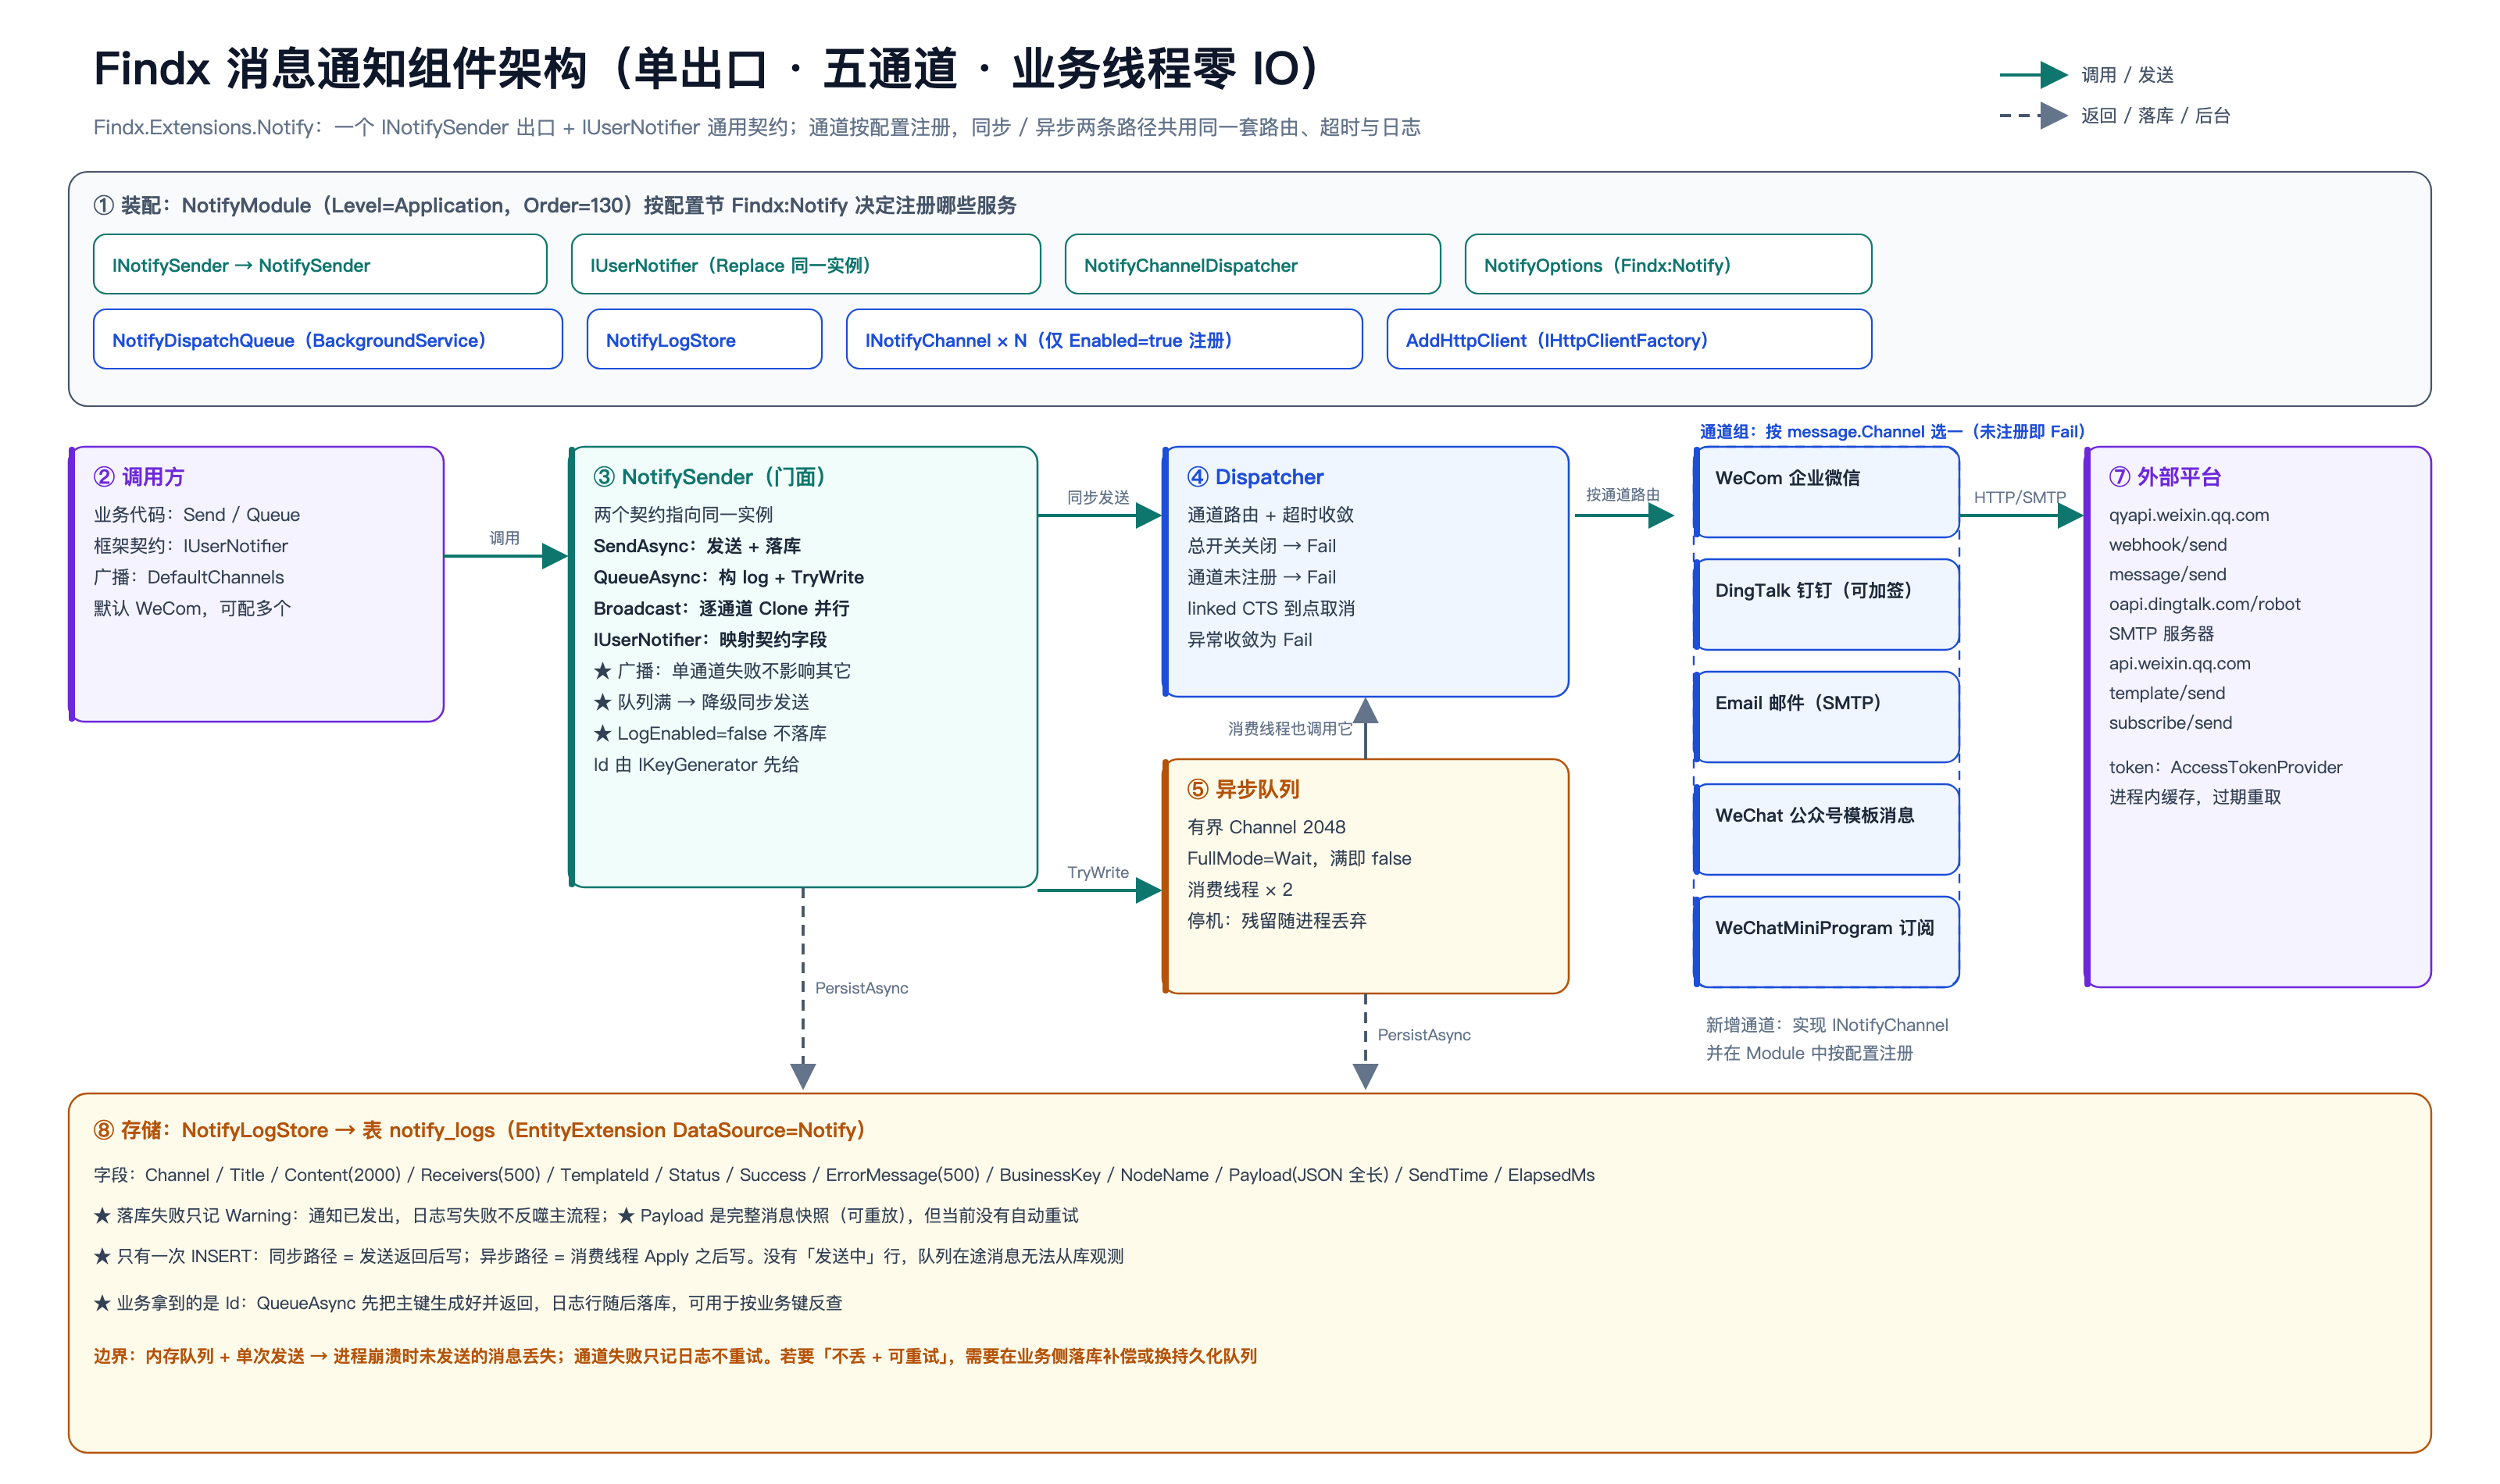 Findx 消息通知组件架构（单出口 · 五通道 · 业务线程零 IO）
Findx.Extensions.Notify：一个 INotifySender 出口 + IUserNotifier 通用契约；通道按配置注册，同步 / 异步两条路径共用同一套路由、超时与日志
调用 / 发送
返回 / 落库 / 后台
① 装配：NotifyModule（Level=Application，Order=130）按配置节 Findx:Notify 决定注册哪些服务
INotifySender → NotifySender
IUserNotifier（Replace 同一实例）
NotifyChannelDispatcher
NotifyOptions（Findx:Notify）
NotifyDispatchQueue（BackgroundService）
NotifyLogStore
INotifyChannel × N（仅 Enabled=true 注册）
AddHttpClient（IHttpClientFactory）
② 调用方
业务代码：Send / Queue
框架契约：IUserNotifier
广播：DefaultChannels
默认 WeCom，可配多个
调用
③ NotifySender（门面）
两个契约指向同一实例
SendAsync：发送 + 落库
QueueAsync：构 log + TryWrite
Broadcast：逐通道 Clone 并行
IUserNotifier：映射契约字段
★ 广播：单通道失败不影响其它
★ 队列满 → 降级同步发送
★ LogEnabled=false 不落库
Id 由 IKeyGenerator 先给
同步发送
TryWrite
PersistAsync
④ Dispatcher
通道路由 + 超时收敛
总开关关闭 → Fail
通道未注册 → Fail
linked CTS 到点取消
异常收敛为 Fail
消费线程也调用它
⑤ 异步队列
有界 Channel 2048
FullMode=Wait，满即 false
消费线程 × 2
停机：残留随进程丢弃
PersistAsync
按通道路由
通道组：按 message.Channel 选一（未注册即 Fail）
WeCom 企业微信
DingTalk 钉钉（可加签）
Email 邮件（SMTP）
WeChat 公众号模板消息
WeChatMiniProgram 订阅
新增通道：实现 INotifyChannel
并在 Module 中按配置注册
HTTP/SMTP
⑦ 外部平台
qyapi.weixin.qq.com
webhook/send
message/send
oapi.dingtalk.com/robot
SMTP 服务器
api.weixin.qq.com
template/send
subscribe/send
token：AccessTokenProvider
进程内缓存，过期重取
⑧ 存储：NotifyLogStore → 表 notify_logs（EntityExtension DataSource=Notify）
字段：Channel / Title / Content(2000) / Receivers(500) / TemplateId / Status / Success / ErrorMessage(500) / BusinessKey / NodeName / Payload(JSON 全长) / SendTime / ElapsedMs
★ 落库失败只记 Warning：通知已发出，日志写失败不反噬主流程；★ Payload 是完整消息快照（可重放），但当前没有自动重试
★ 只有一次 INSERT：同步路径 = 发送返回后写；异步路径 = 消费线程 Apply 之后写。没有「发送中」行，队列在途消息无法从库观测
★ 业务拿到的是 Id：QueueAsync 先把主键生成好并返回，日志行随后落库，可用于按业务键反查
边界：内存队列 + 单次发送 → 进程崩溃时未发送的消息丢失；通道失败只记日志不重试。若要「不丢 + 可重试」，需要在业务侧落库补偿或换持久化队列